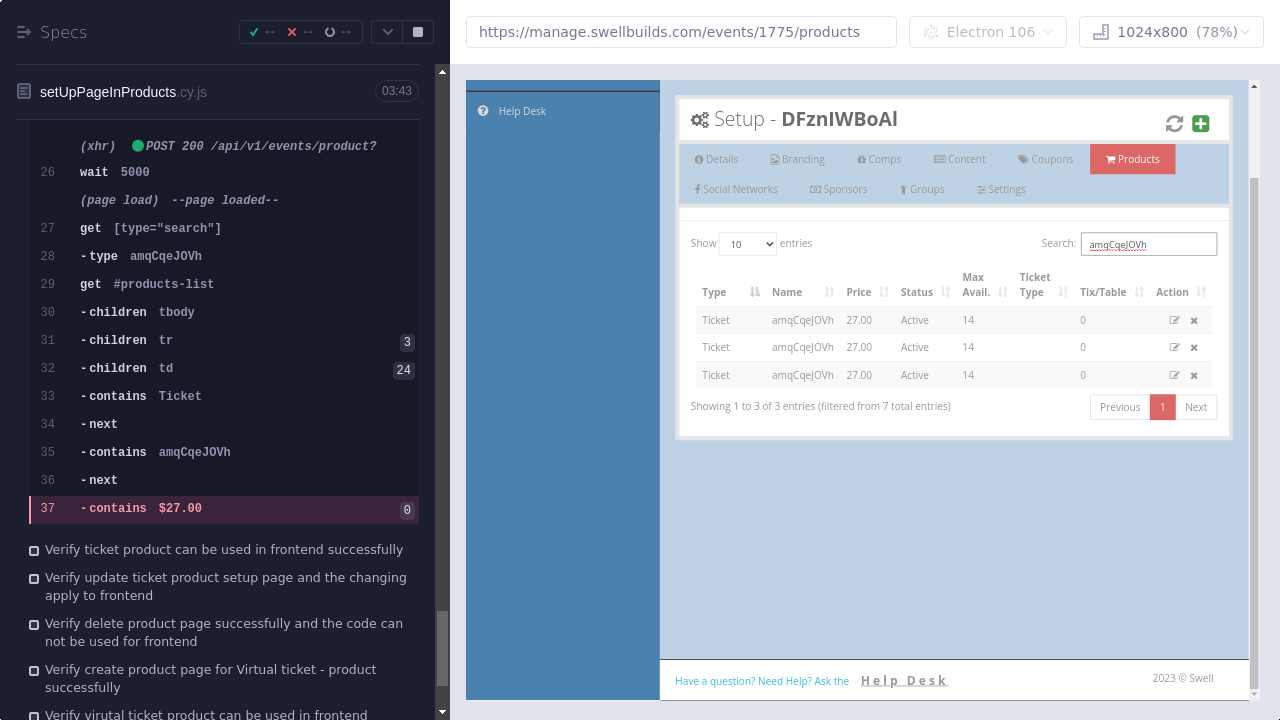 Specs
-- -- --
setUpPageInProducts.cy.js 03:43
(xhr) POST 200 /api/v1/events/product?
26 wait 5000
(page load) --page loaded--
27 get [type="search"]
28 -type amqCqeJOVh
29 get #products-list
30 -children tbody
31 -children tr 3
32 -children td 24
33 -contains Ticket
34 -next
35 -contains amqCqeJOVh
36 -next
37 -contains $27.00 0
Verify ticket product can be used in frontend successfully
Verify update ticket product setup page and the changing
apply to frontend
Verify delete product page successfully and the code can
not be used for frontend
Verify create product page for Virtual ticket - product
successfully
Verify virutal ticket product can be used in frontend
https://manage.swellbuilds.com/events/1775/products
Electron 106
1024x800 (78%)
Help Desk
Setup - DFznIWBoAl
Details Branding Comps Content Coupons Products
Social Networks Sponsors Groups Settings
Show 10 entries
Search: amqCqeJOVh
Type Name Price Status Max Avail. Ticket Type Tix/Table Action
Ticket amqCqeJOVh 27.00 Active 14 0
Ticket amqCqeJOVh 27.00 Active 14 0
Ticket amqCqeJOVh 27.00 Active 14 0
Showing 1 to 3 of 3 entries (filtered from 7 total entries)
Previous 1 Next
Have a question? Need Help? Ask the Help Desk
2023 © Swell